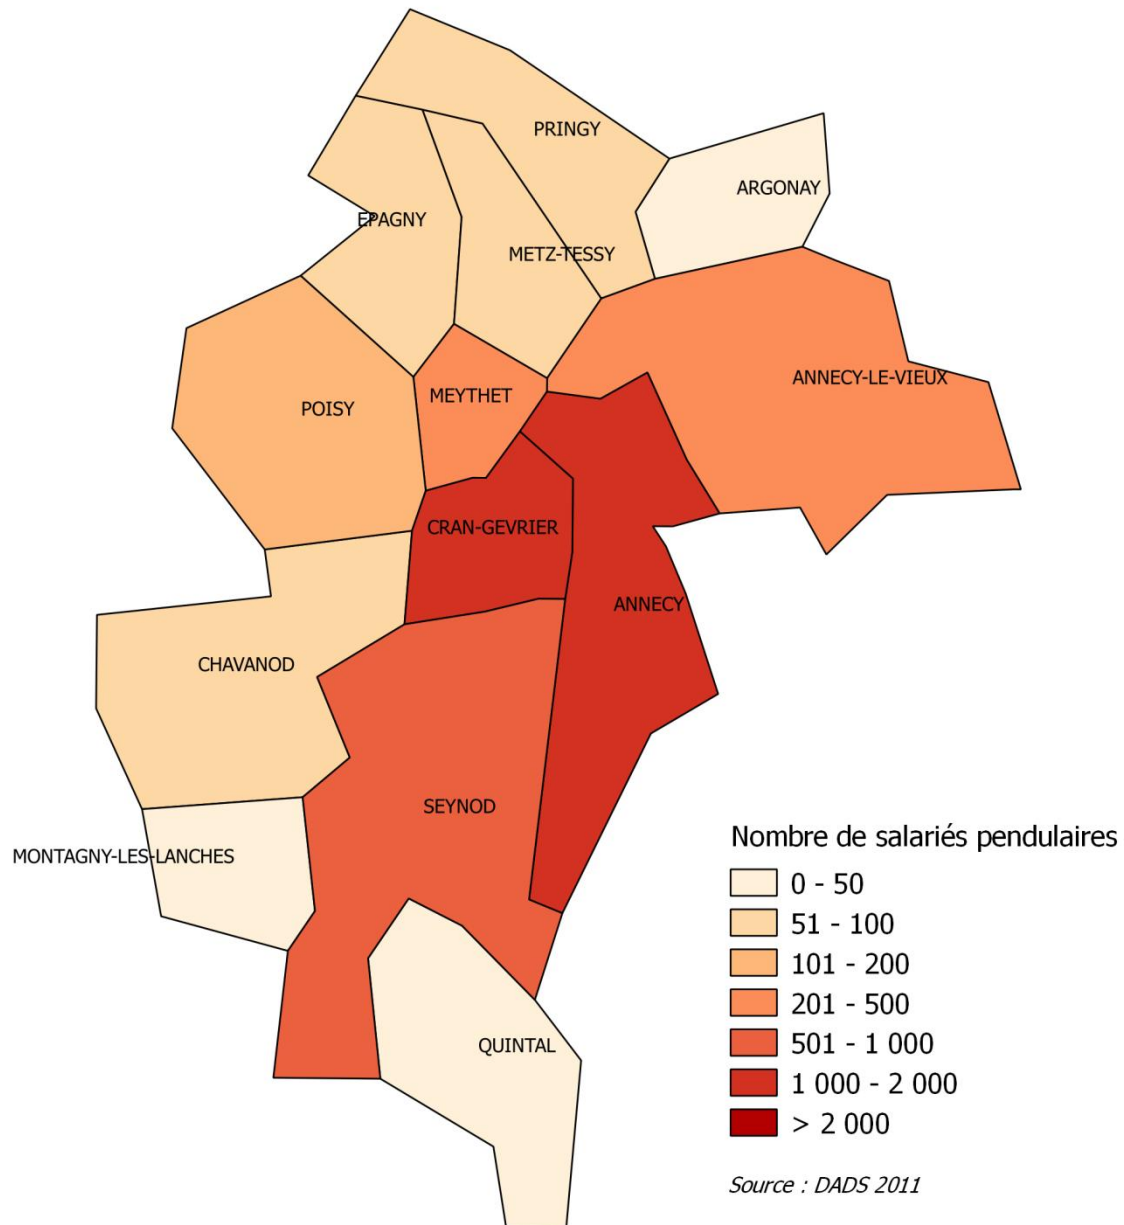 PRINGY
ARGONAY
EPAGNY
METZ-TESSY
ANNECY-LE-VIEUX
MEYTHET
POISY
CRAN-GEVRIER
ANNECY
CHAVANOD
SEYNOD
MONTAGNY-LES-LANCHES
QUINTAL
Nombre de salariés pendulaires
0 - 50
51 - 100
101 - 200
201 - 500
501 - 1 000
1 000 - 2 000
> 2 000
Source : DADS 2011